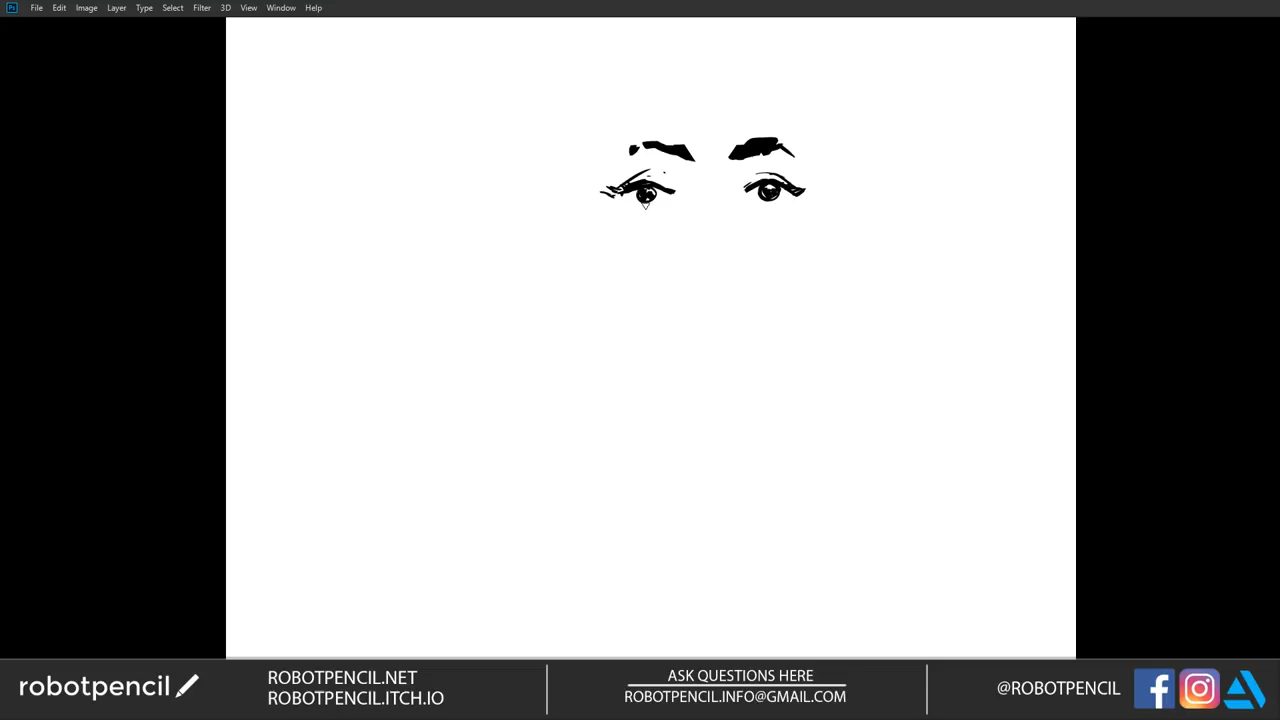 Ps File Edit Image Layer Type Select Filter 3D View Window Help
robotpencil
ROBOTPENCIL.NET
ROBOTPENCIL.ITCH.IO
ASK QUESTIONS HERE
ROBOTPENCIL.INFO@GMAIL.COM
@ROBOTPENCIL